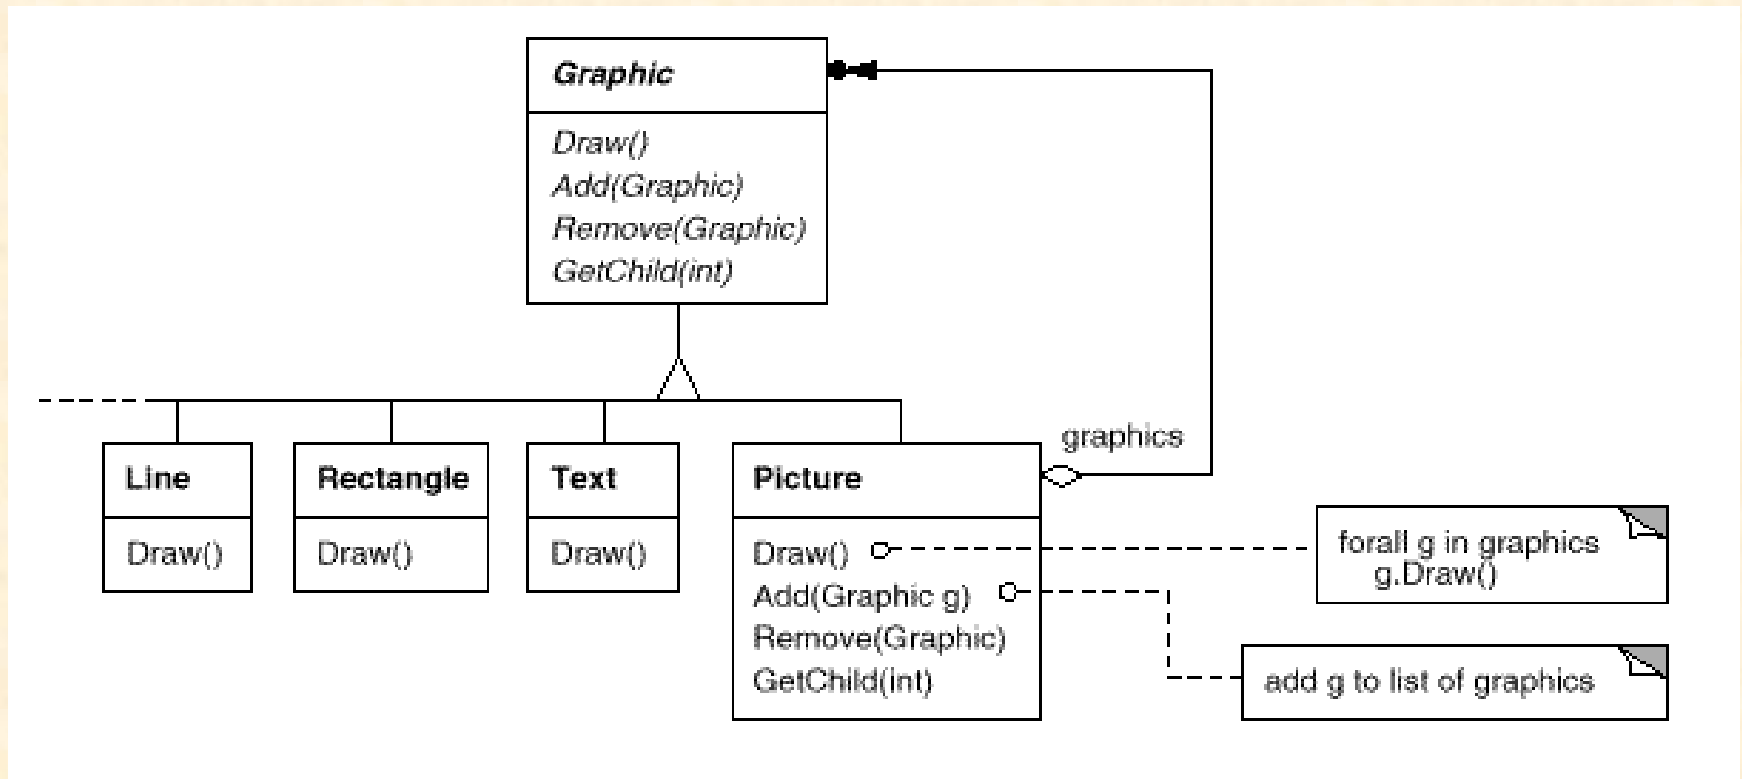 Graphic
Draw()
Add(Graphic)
Remove(Graphic)
GetChild(int)
graphics
Line
Draw()
Rectangle
Draw()
Text
Draw()
Picture
Draw()
Add(Graphic g)
Remove(Graphic)
GetChild(int)
forall g in graphics
g.Draw()
add g to list of graphics